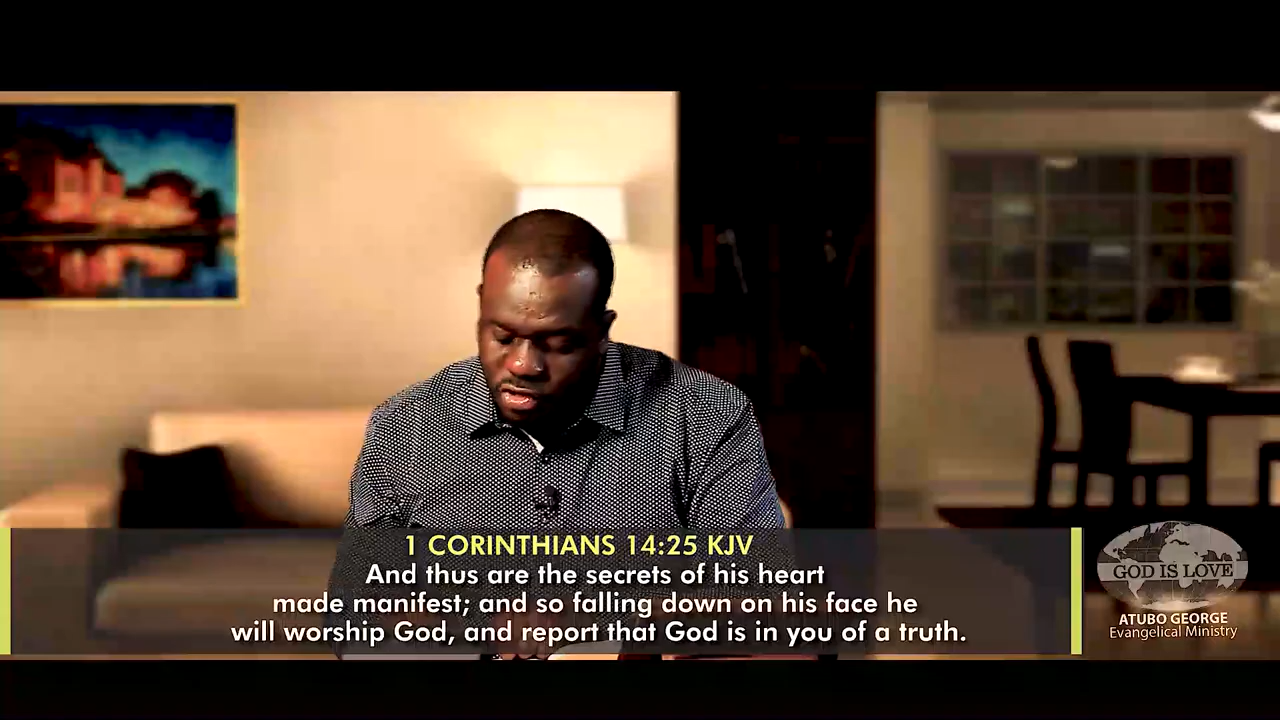 1 CORINTHIANS 14:25 KJV
And thus are the secrets of his heart
made manifest; and so falling down on his face he
will worship God, and report that God is in you of a truth.
GOD IS LOVE
ATUBO GEORGE
Evangelical Ministry